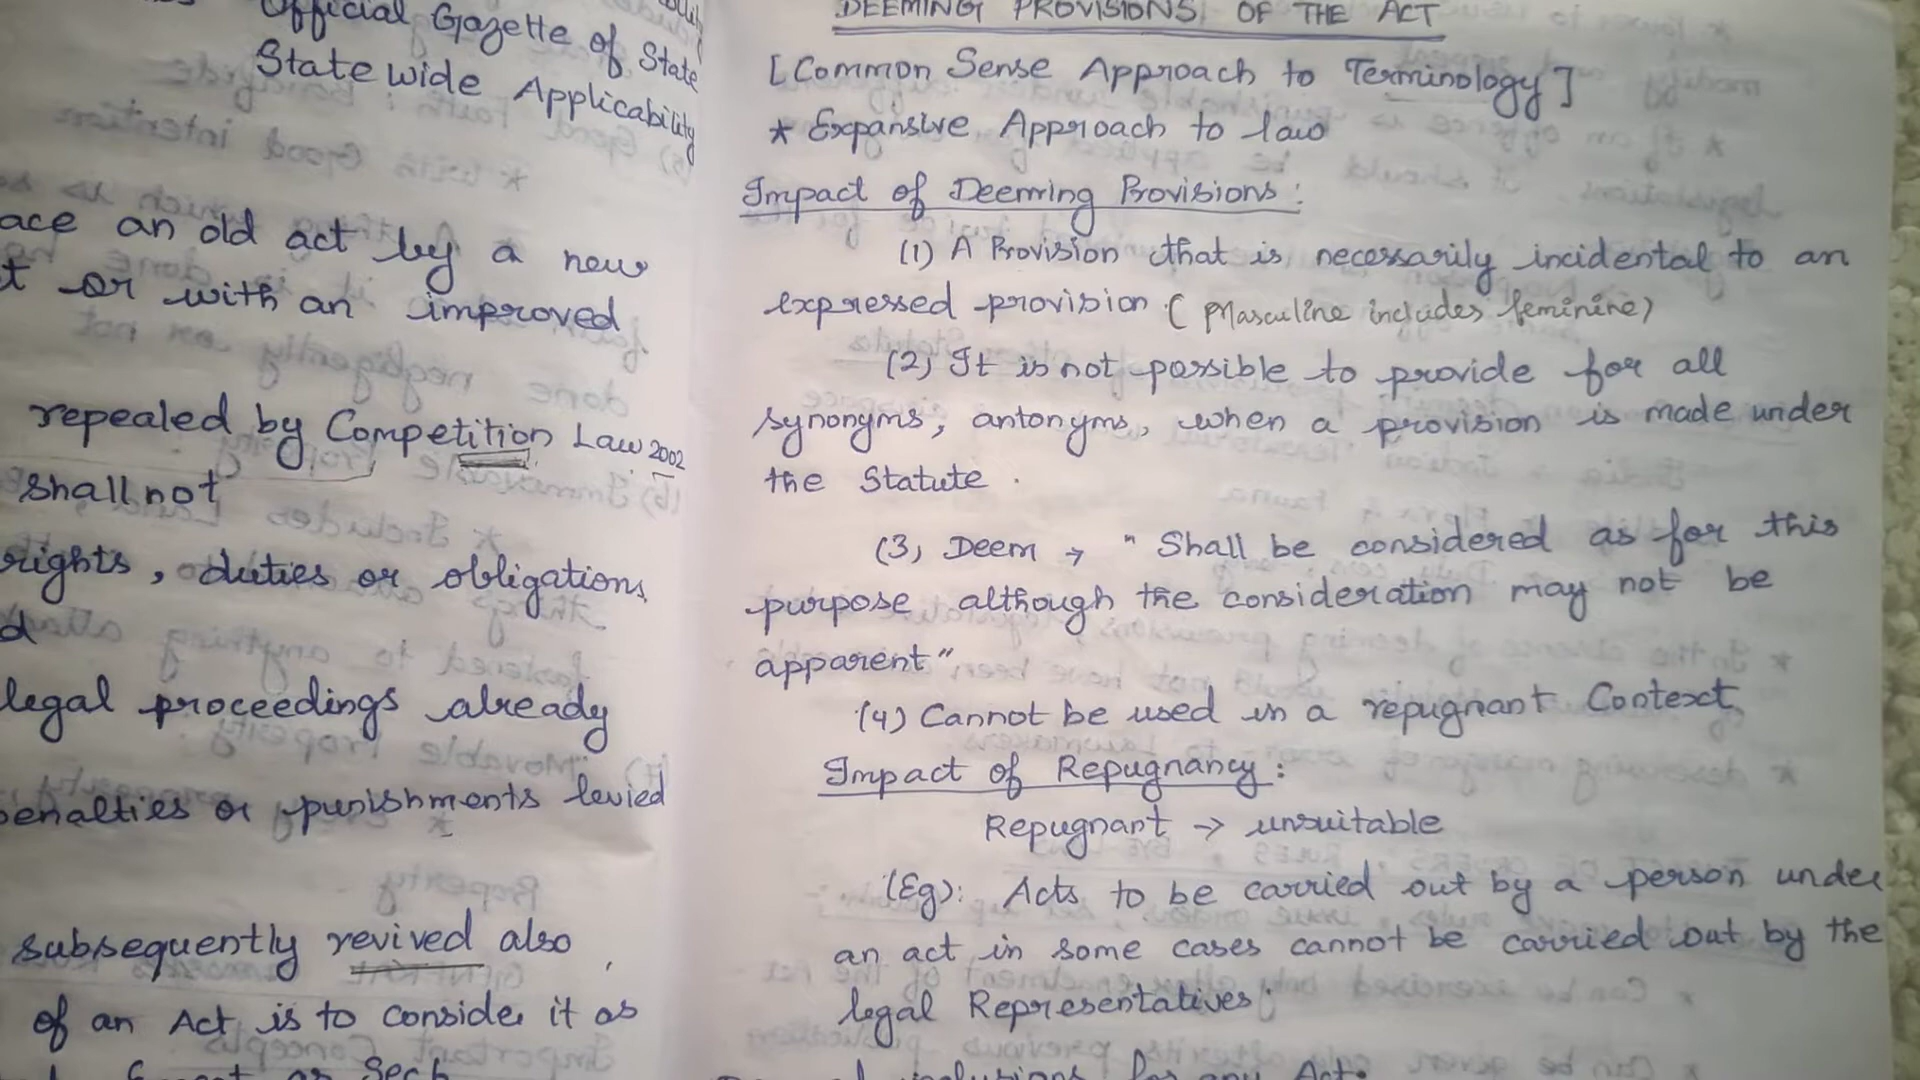 Official Gazette of State
Statewide Applicability
ace an old act by a new
t or with an improved
repealed by Competition Law 2002
shall not
rights, duties or obligations
d
legal proceedings already
penalties or punishments levied
subsequently revived also,
of an Act is to consider it as
DEEMING PROVISIONS OF THE ACT
[Common Sense Approach to Terminology]
* Expansive Approach to law
Impact of Deeming Provisions:
(1) A Provision that is necessarily incidental to an
expressed provision. (Masculine includes feminine)
(2) It is not possible to provide for all
synonyms, antonyms, when a provision is made under
the Statute.
(3) Deem → "Shall be considered as for this
purpose although the consideration may not be
apparent"
(4) Cannot be used in a repugnant Context
Impact of Repugnancy:
Repugnant → unsuitable
(Eg): Acts to be carried out by a person under
an act in some cases cannot be carried out by the
legal Representatives:
for any Act.